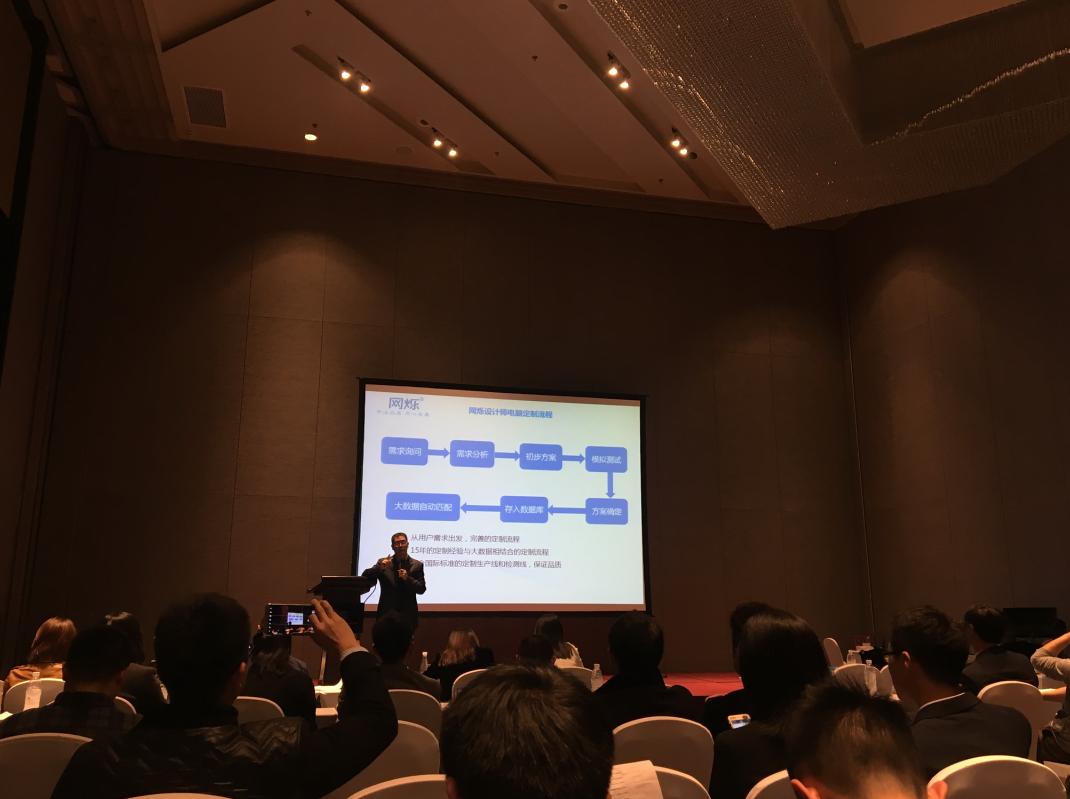 网烁
网烁设计师电脑定制流程
需求询问
需求分析
初步方案
模拟测试
方案确定
存入数据库
大数据自动匹配
从用户需求出发，完善的定制流程
15年的定制经验与大数据相结合的定制流程
国际标准的定制生产线和检测线，保证品质